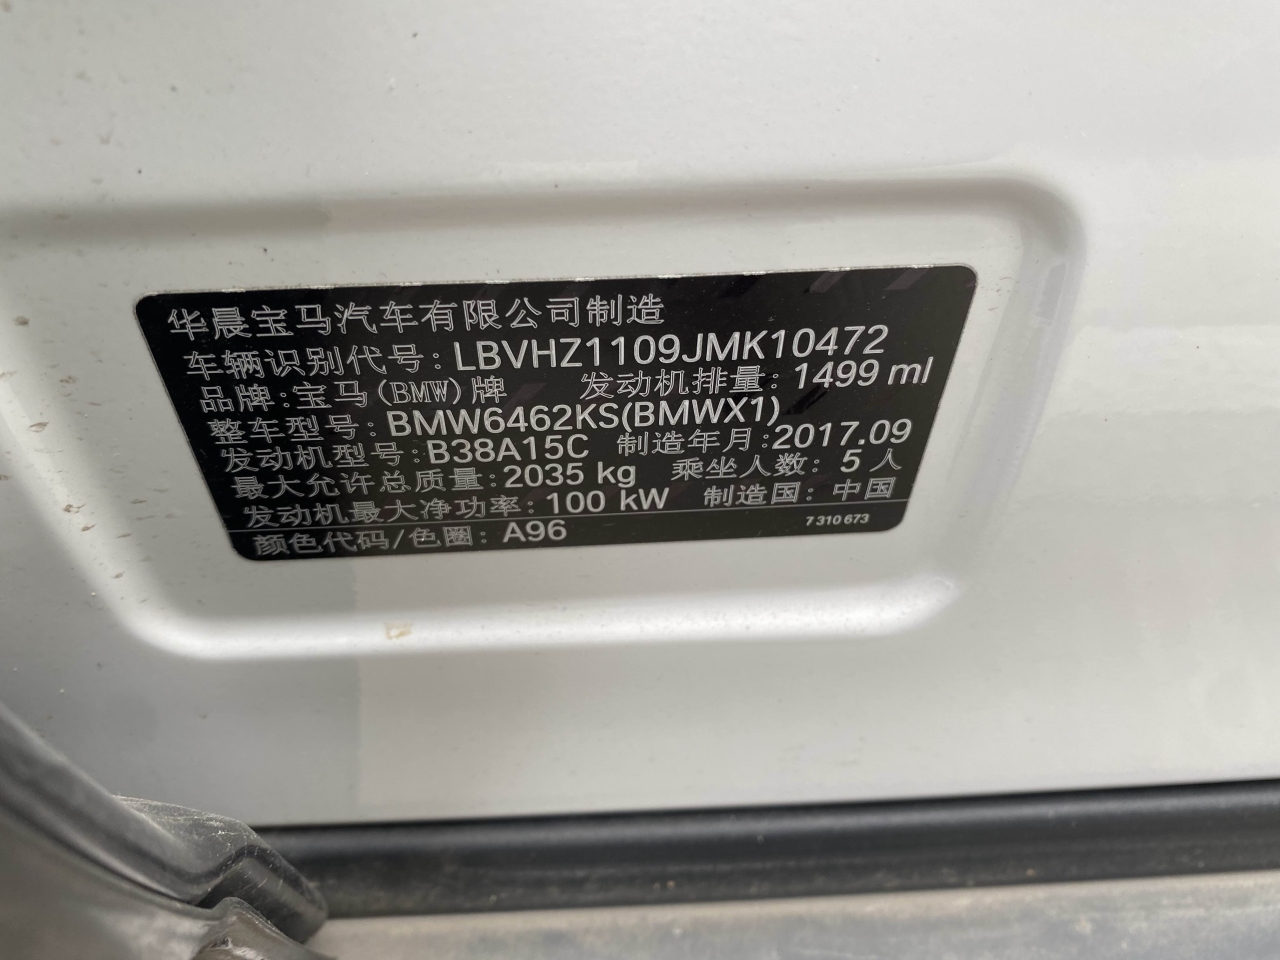 华晨宝马汽车有限公司制造
车辆识别代号: LBVHZ1109JMK10472
品牌: 宝马(BMW)牌 发动机排量: 1499 ml
整车型号: BMW6462KS(BMWX1)
发动机型号: B38A15C 制造年月: 2017.09
最大允许总质量: 2035 kg 乘坐人数: 5 人
发动机最大净功率: 100 kW 制造国: 中国
颜色代码/色圈: A96 7 310 673